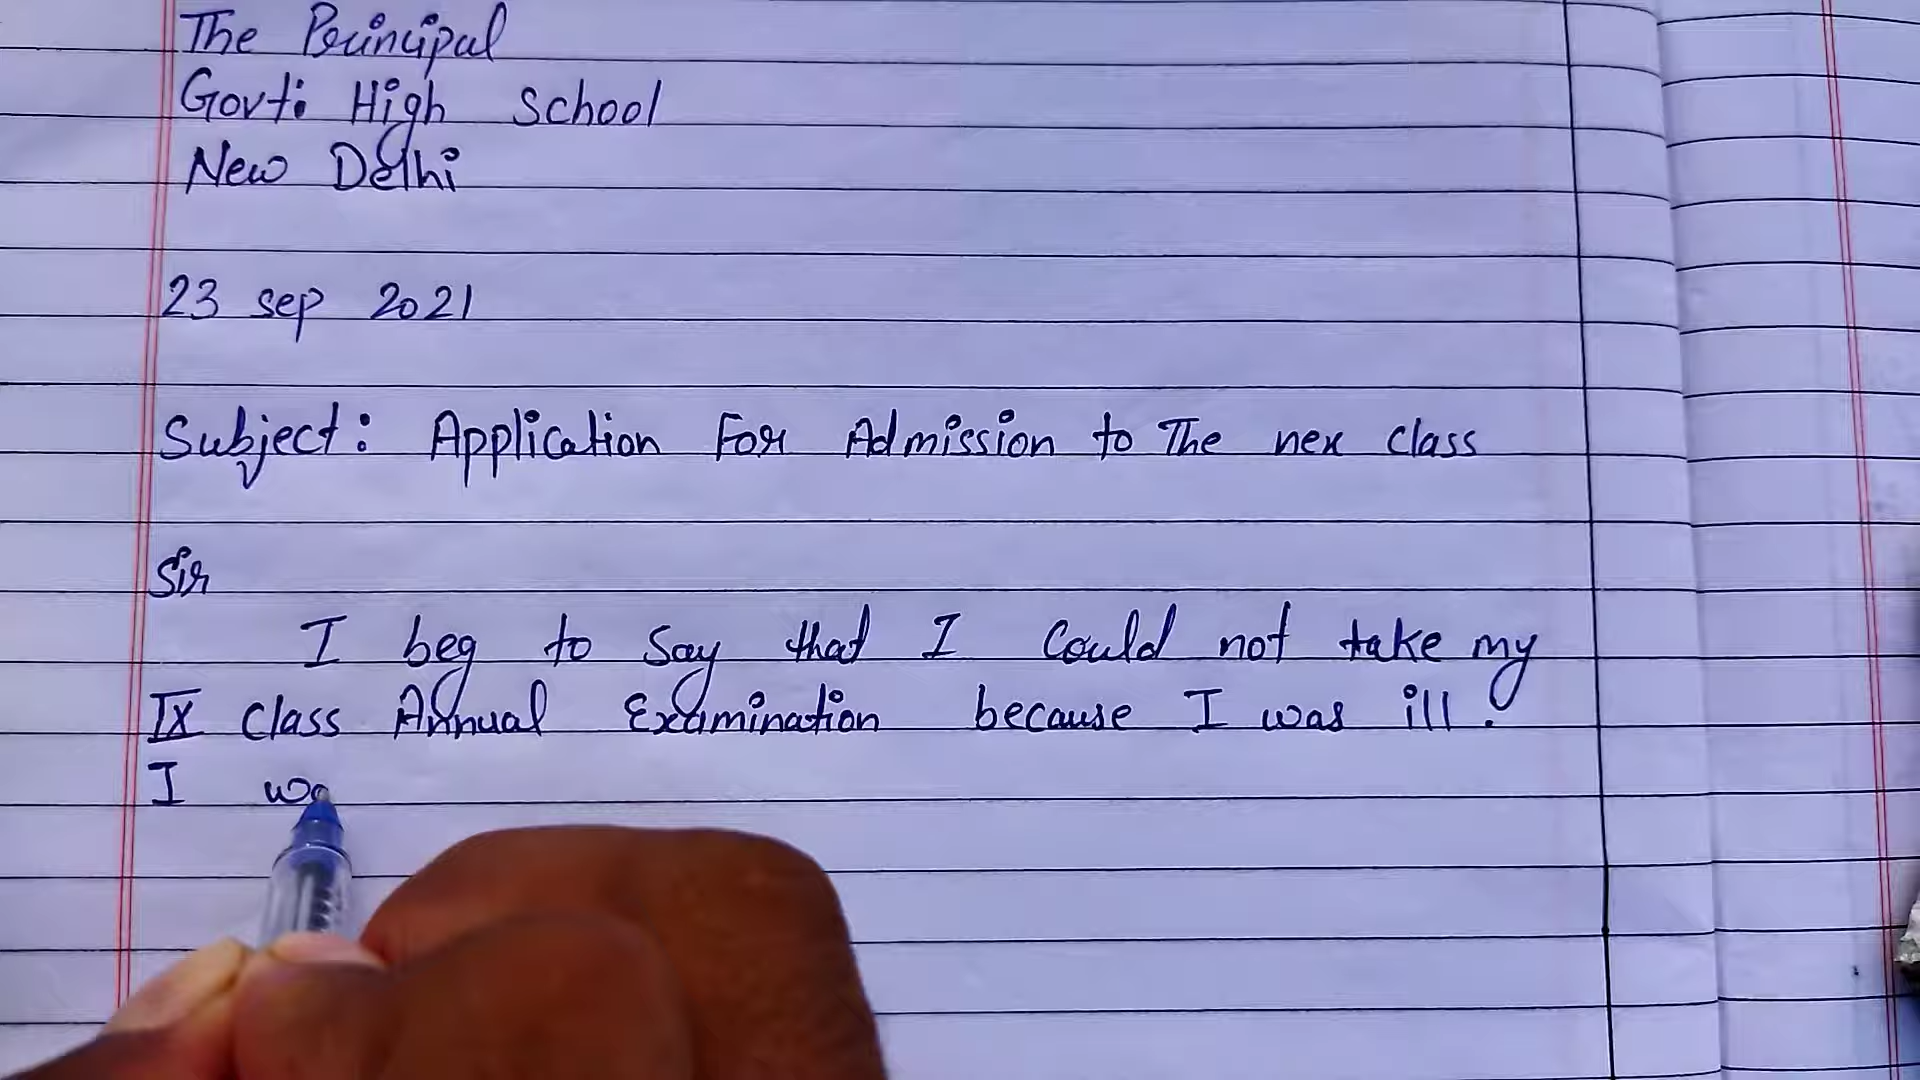 The Principal
Govt. High School
New Delhi
23 sep 2021
Subject: Application For Admission to The nex class
Sir
I beg to say that I could not take my
IX class Annual Examination because I was ill.
I